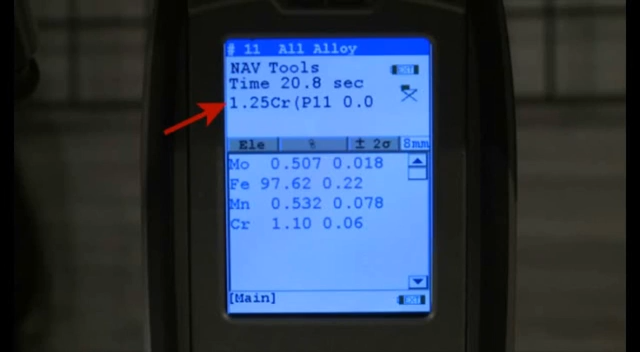 # 11 All Alloy
NAV Tools
Time 20.8 sec
1.25Cr(P11 0.0
Ele % ± 2σ 8mm
Mo 0.507 0.018
Fe 97.62 0.22
Mn 0.532 0.078
Cr 1.10 0.06
[Main] EXT